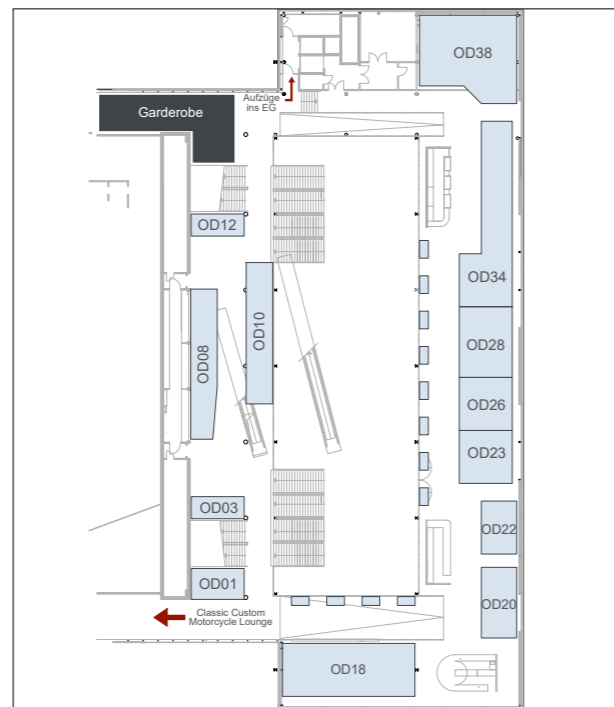 OD38
Aufzüge
ins EG
Garderobe
OD12
OD34
OD10
OD08
OD28
OD26
OD23
OD03
OD22
OD01
OD20
Classic Custom
Motorcycle Lounge
OD18